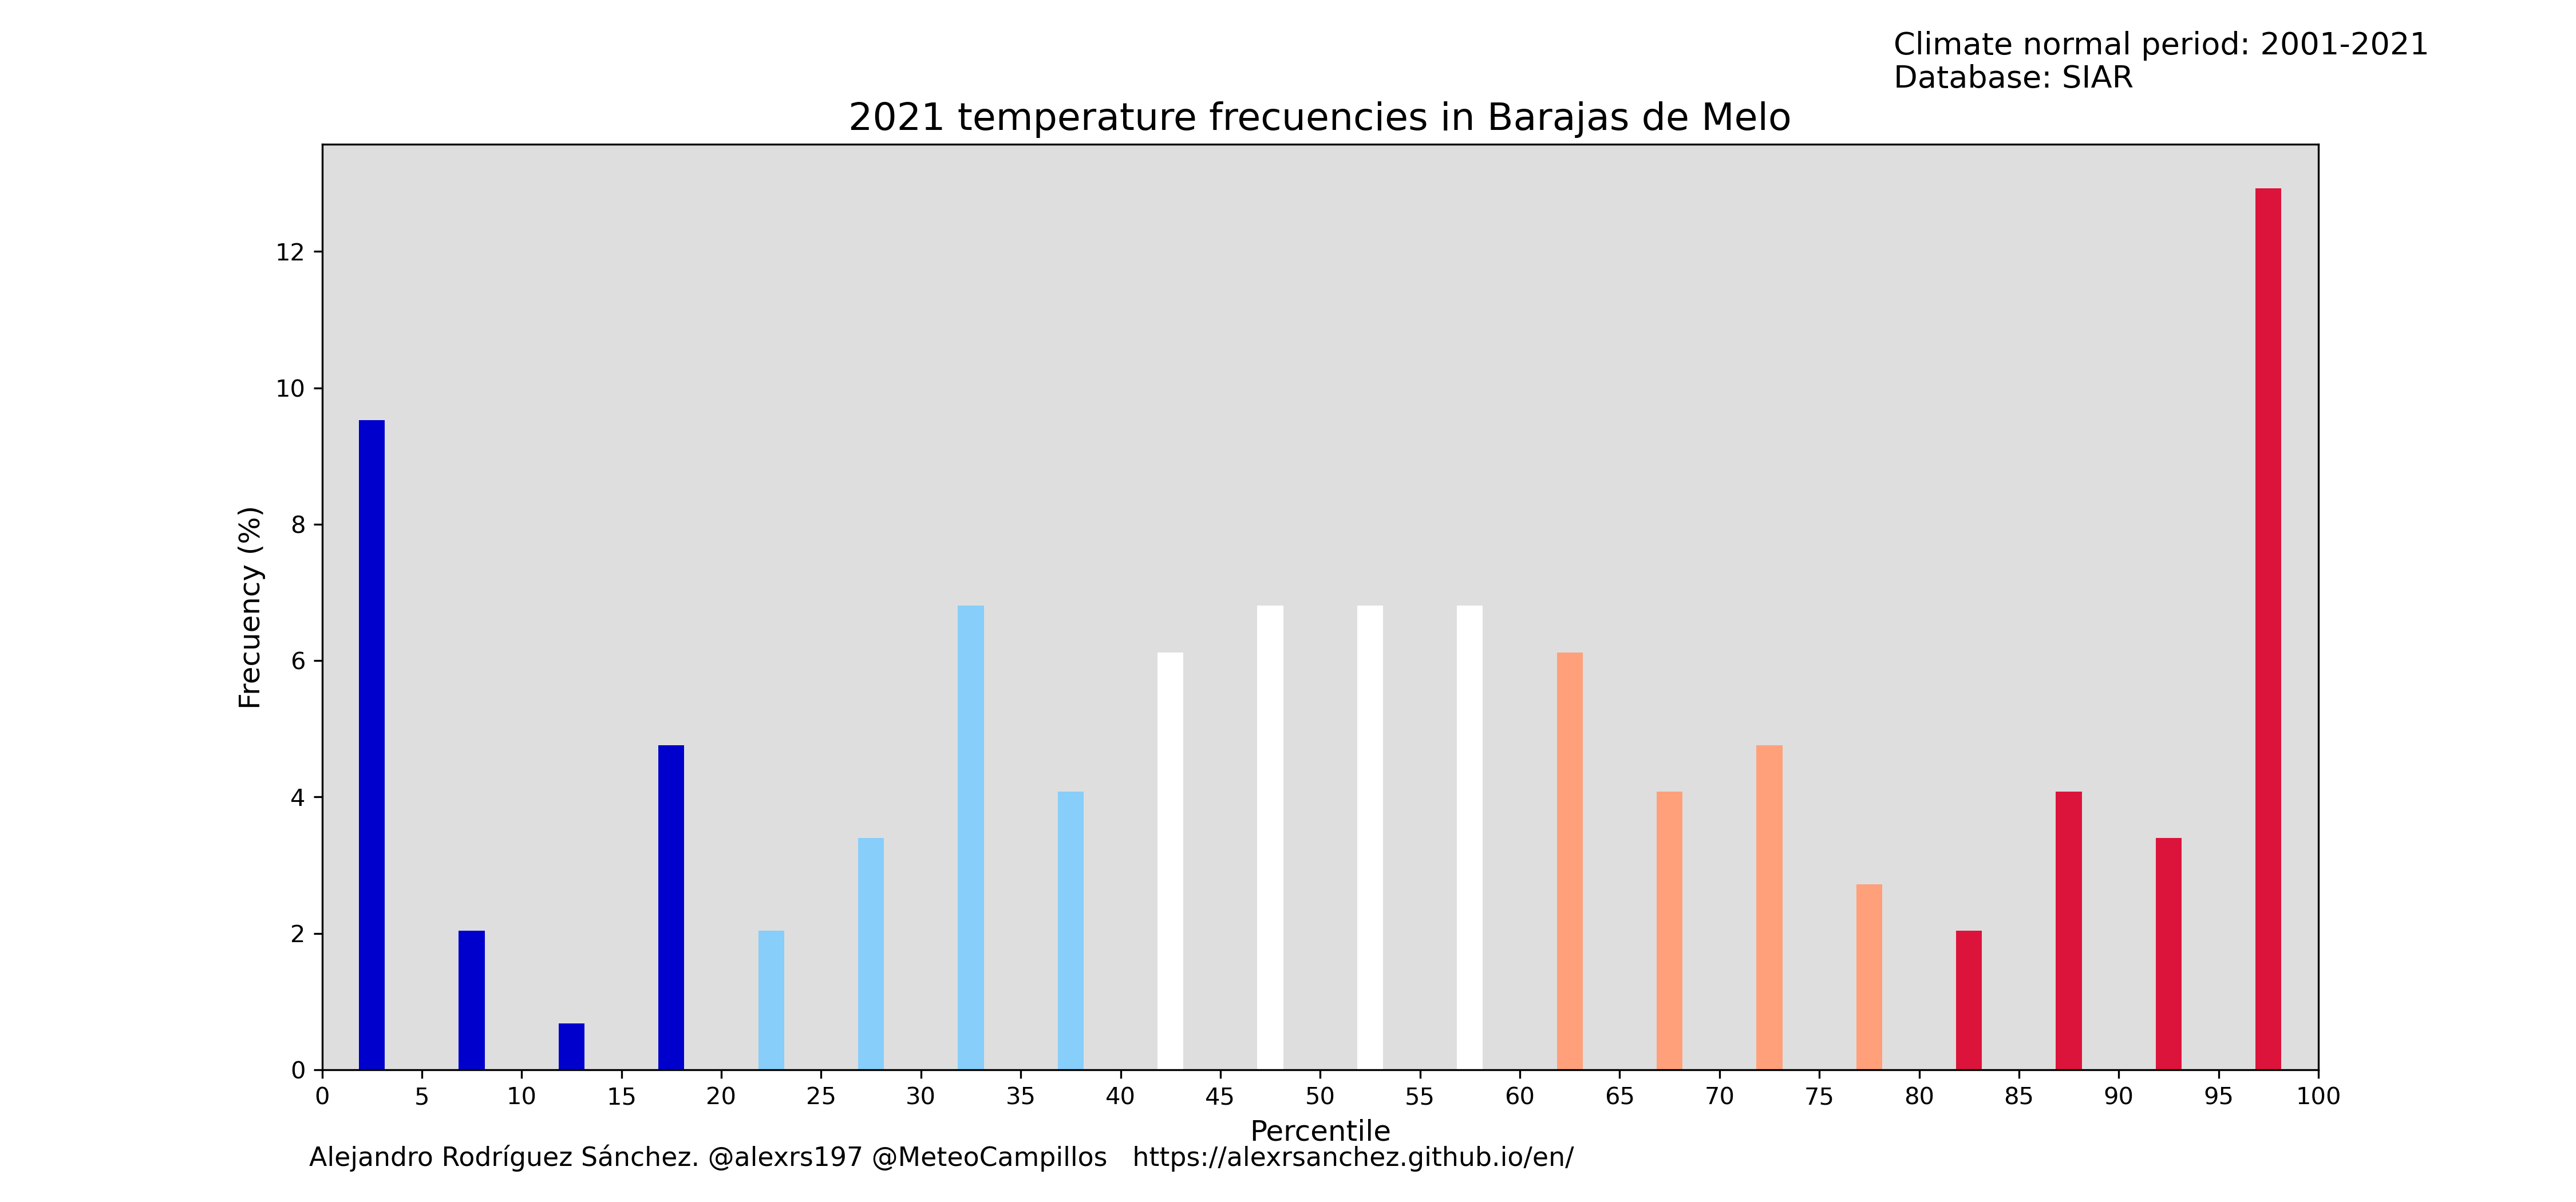 Climate normal period: 2001-2021
Database: SIAR
2021 temperature frecuencies in Barajas de Melo
Frecuency (%)
12
10
8
6
4
2
0
0 5 10 15 20 25 30 35 40 45 50 55 60 65 70 75 80 85 90 95 100
Percentile
Alejandro Rodríguez Sánchez. @alexrs197 @MeteoCampillos https://alexrsanchez.github.io/en/